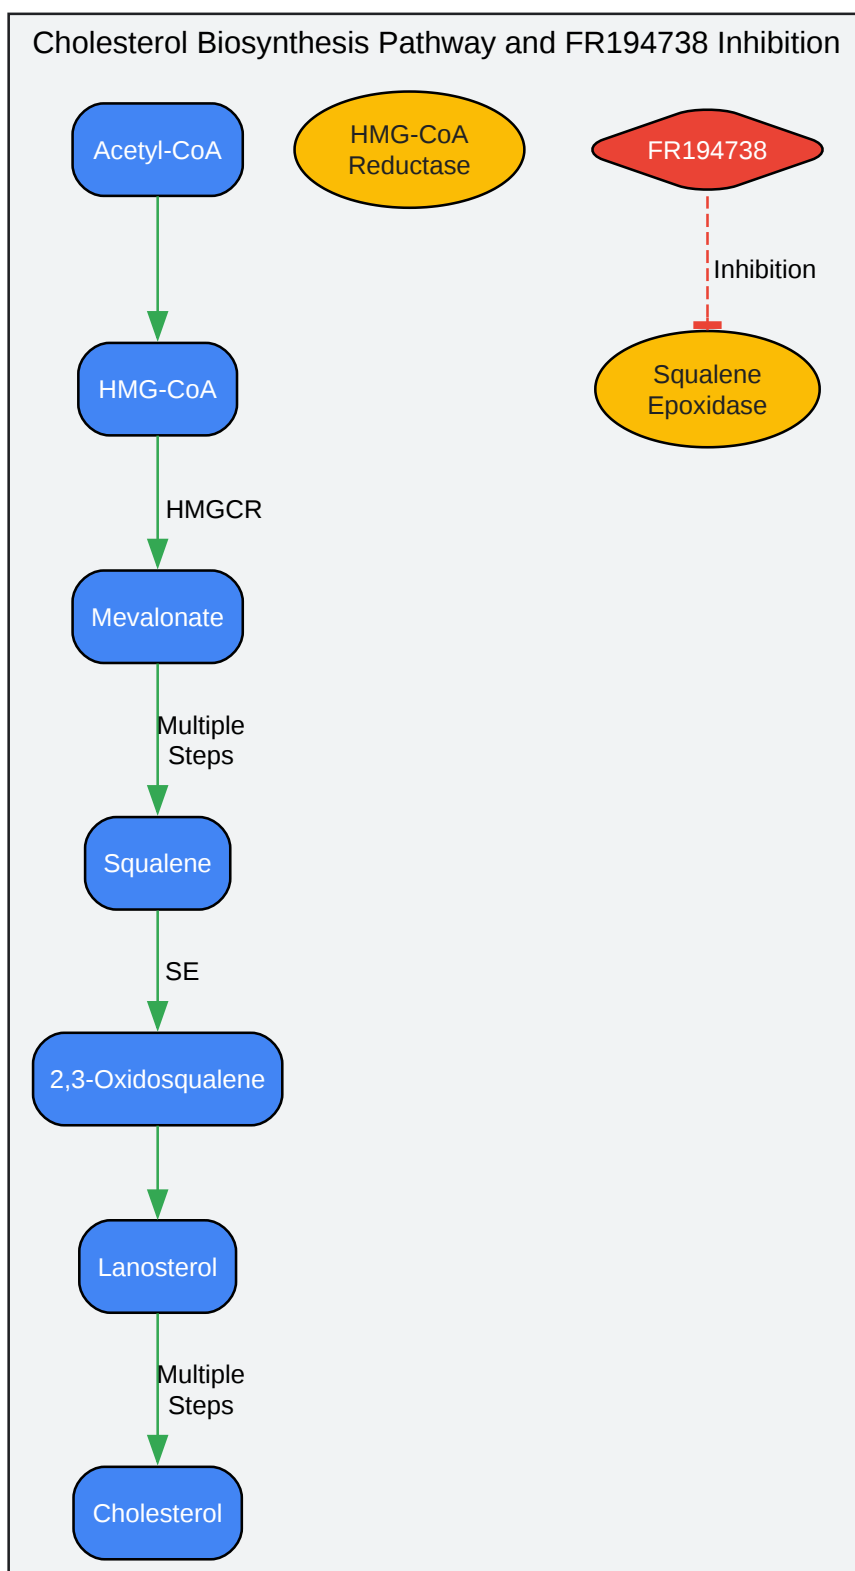 Cholesterol Biosynthesis Pathway and FR194738 Inhibition
Acetyl-CoA
HMG-CoA
Reductase
FR194738
Inhibition
HMG-CoA
Squalene
Epoxidase
HMGCR
Mevalonate
Multiple
Steps
Squalene
SE
2,3-Oxidosqualene
Lanosterol
Multiple
Steps
Cholesterol